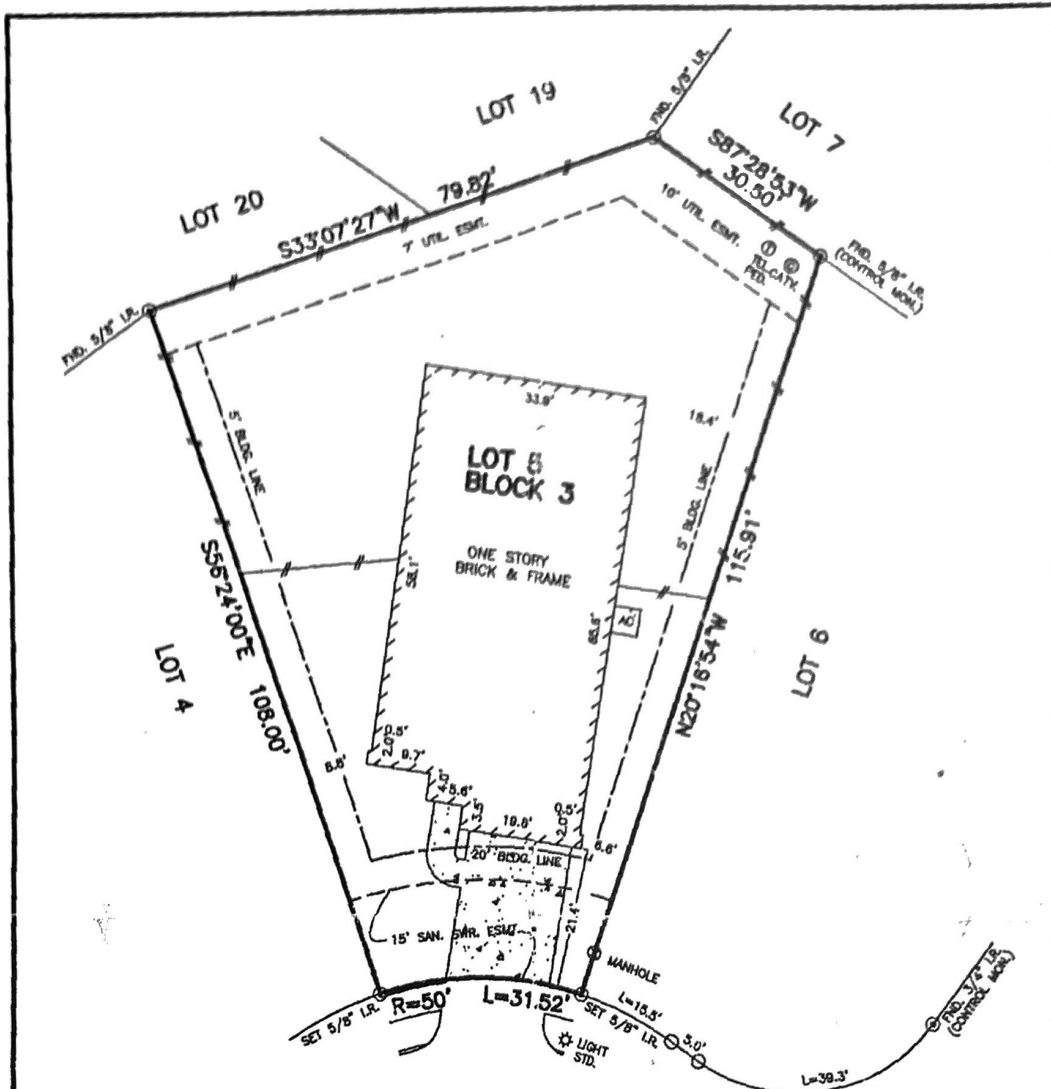 LOT 19
FND. 5/8" I.R.
LOT 7
S87°28'53"W
30.50'
79.82'
LOT 20
S33°07'27"W
7' UTIL. ESMT.
10' UTIL. ESMT.
TEL.
CATV.
PED.
FND. 5/8" I.R.
(CONTROL MON.)
FND. 5/8" I.R.
33.9'
18.4'
5' BLDG. LINE
LOT 5
BLOCK 3
5' BLDG. LINE
ONE STORY
BRICK & FRAME
58.1'
115.91'
S56°24'00"E 108.00'
N20°16'54"W
LOT 4
LOT 6
0.5'
2.0'
9.7'
4.0'
5.6'
3.5'
19.8'
0.5'
2.0'
6.6'
20' BLDG. LINE
21.4'
15' SAN. SWR. ESMT.
MANHOLE
R=50'
L=31.52'
SET 5/8" I.R.
SET 5/8" I.R.
5.0'
FND. 3/4" I.R.
(CONTROL MON.)
LIGHT
STD.
L=39.3'